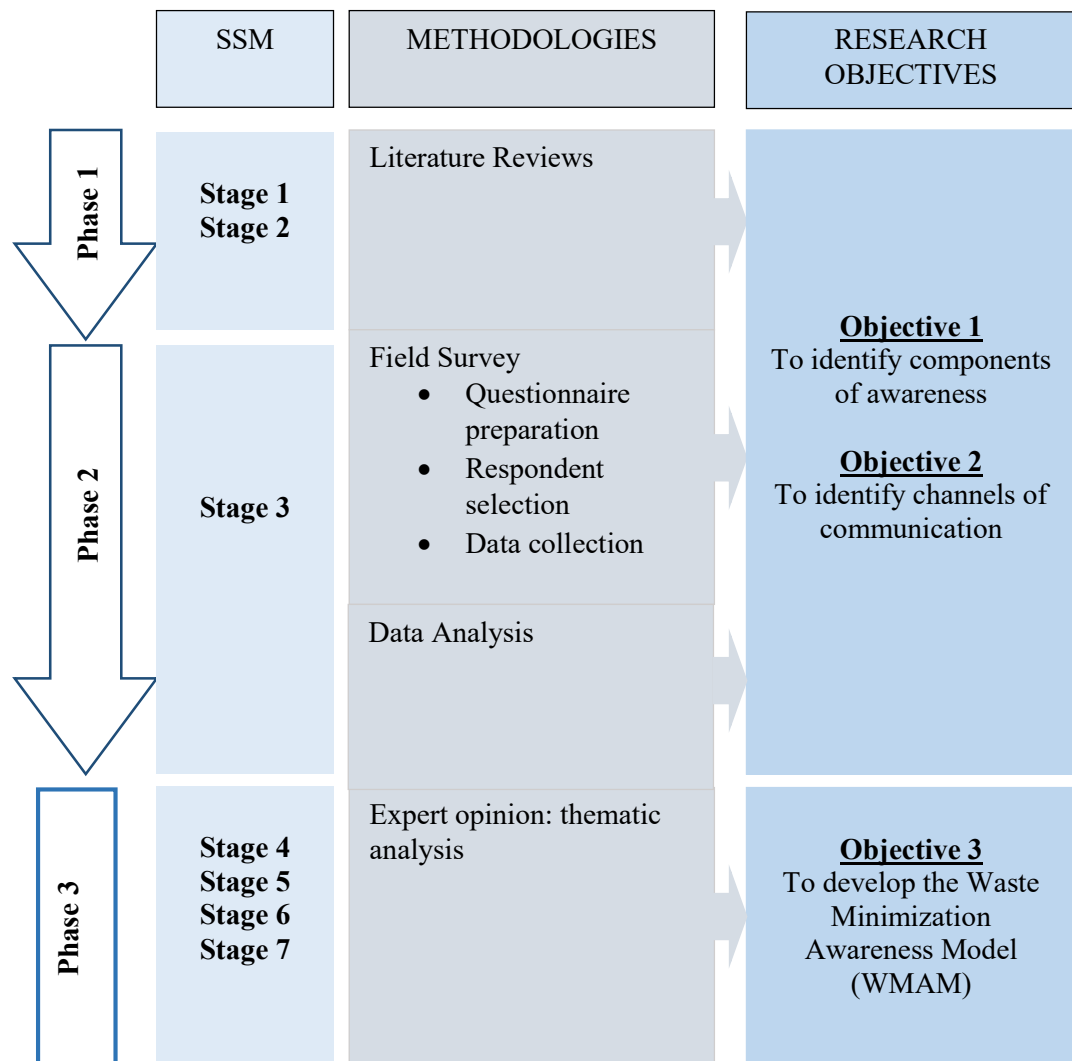 SSM
METHODOLOGIES
RESEARCH
OBJECTIVES
Phase 1
Stage 1
Stage 2
Literature Reviews
Phase 2
Stage 3
Field Survey
• Questionnaire
preparation
• Respondent
selection
• Data collection
Data Analysis
Objective 1
To identify components
of awareness
Objective 2
To identify channels of
communication
Phase 3
Stage 4
Stage 5
Stage 6
Stage 7
Expert opinion: thematic
analysis
Objective 3
To develop the Waste
Minimization
Awareness Model
(WMAM)